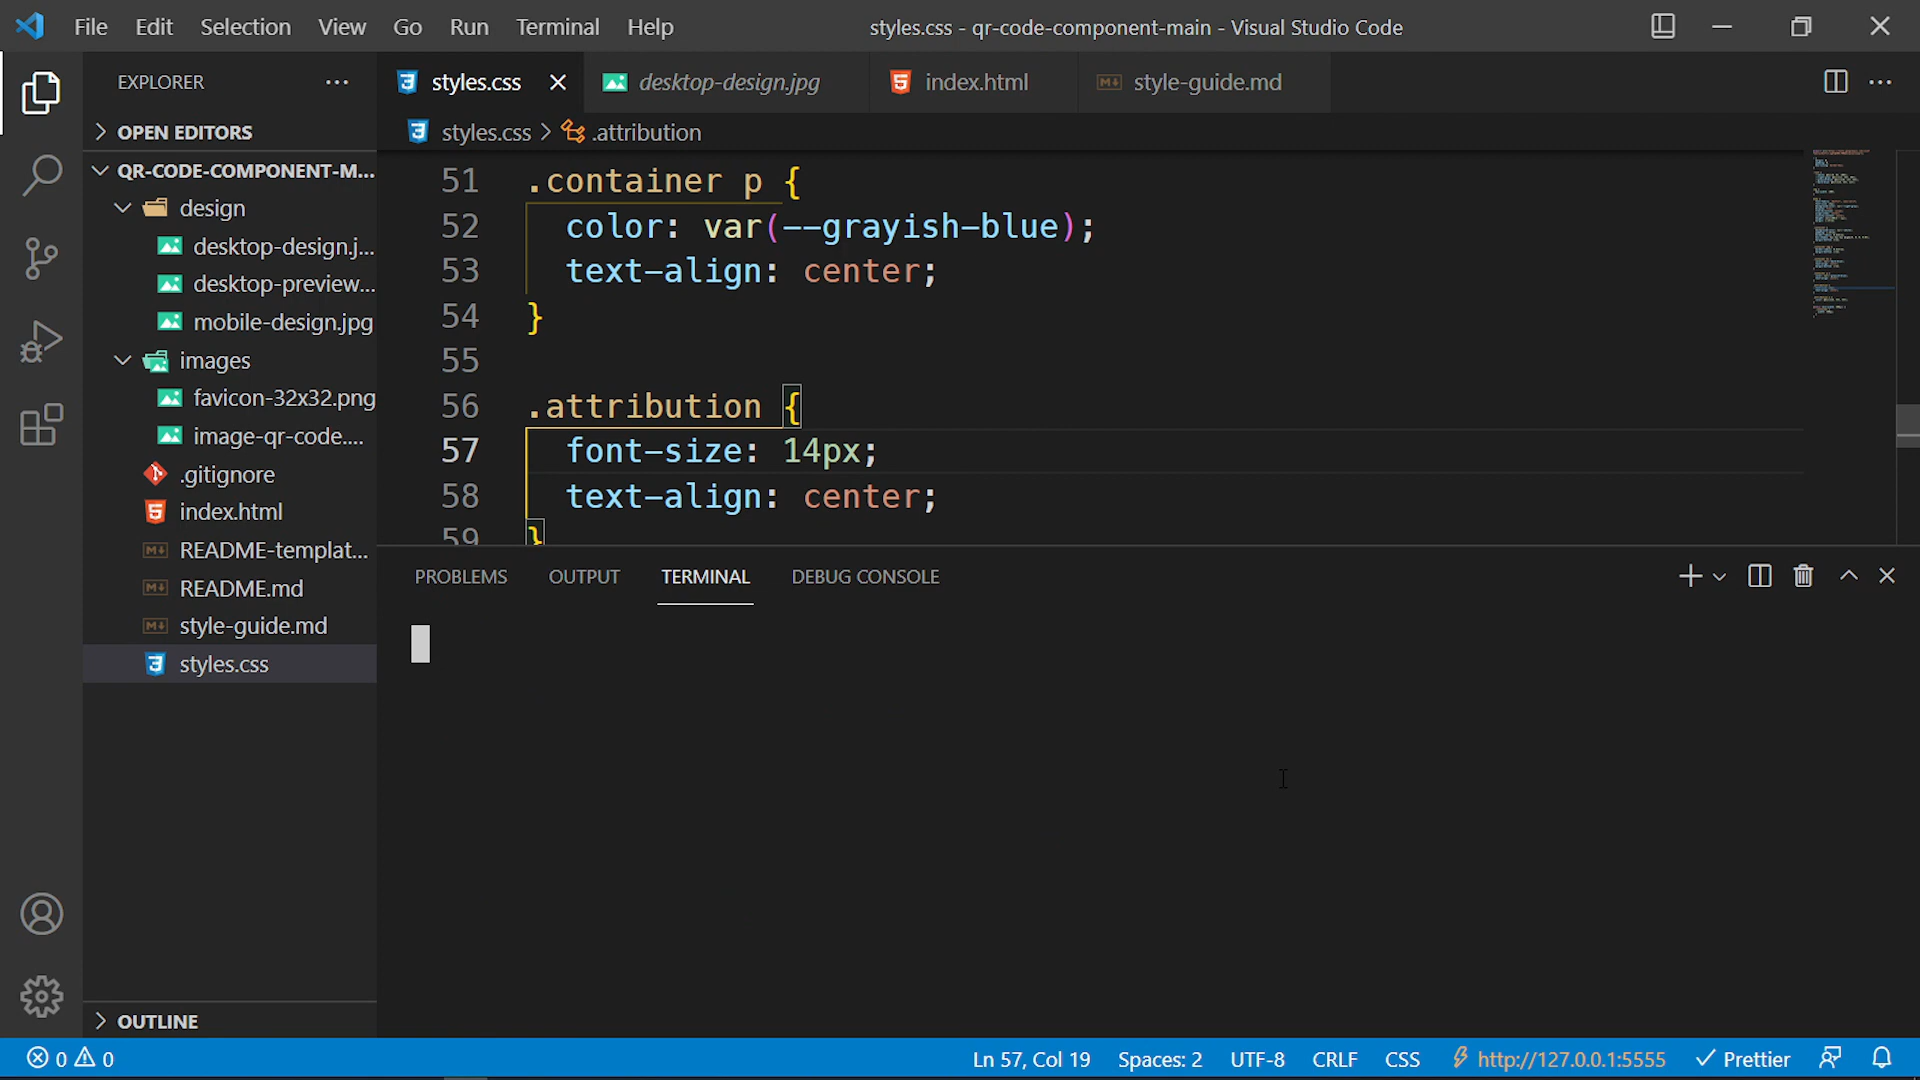 File Edit Selection View Go Run Terminal Help
styles.css - qr-code-component-main - Visual Studio Code
EXPLORER
OPEN EDITORS
QR-CODE-COMPONENT-M...
design
desktop-design.j...
desktop-preview...
mobile-design.jpg
images
favicon-32x32.png
image-qr-code....
.gitignore
index.html
README-templat...
README.md
style-guide.md
styles.css
OUTLINE
styles.css desktop-design.jpg index.html style-guide.md
styles.css > .attribution
51 .container p {
52 color: var(--grayish-blue);
53 text-align: center;
54 }
55
56 .attribution {
57 font-size: 14px;
58 text-align: center;
59 }
PROBLEMS OUTPUT TERMINAL DEBUG CONSOLE
0 0 Ln 57, Col 19 Spaces: 2 UTF-8 CRLF CSS http://127.0.0.1:5555 Prettier